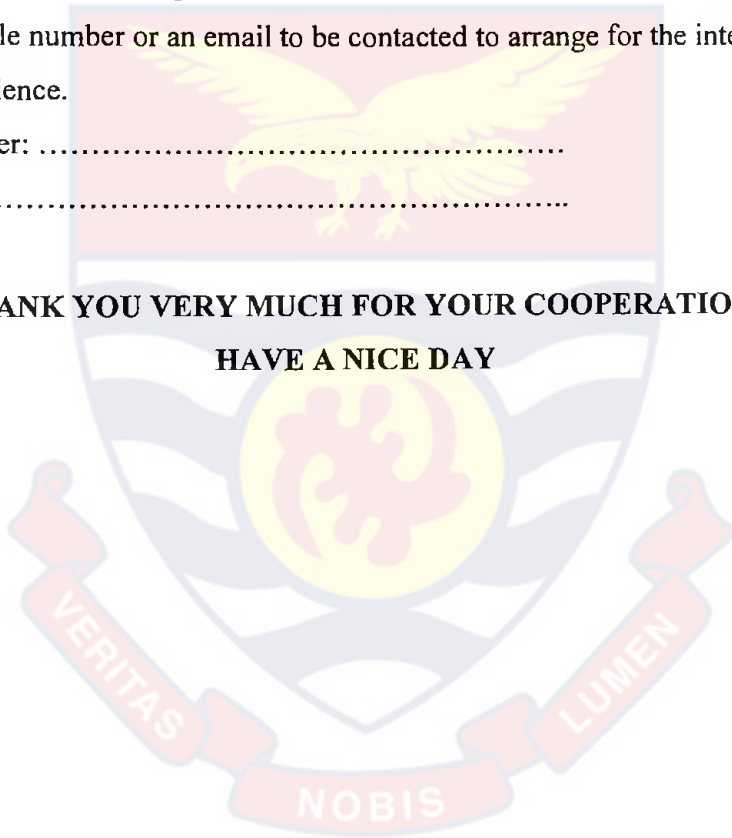 le number or an email to be contacted to arrange for the inte
ience.
er: ....................................................
........................................................
ANK YOU VERY MUCH FOR YOUR COOPERATIO
HAVE A NICE DAY
VERITAS
NOBIS
LUMEN